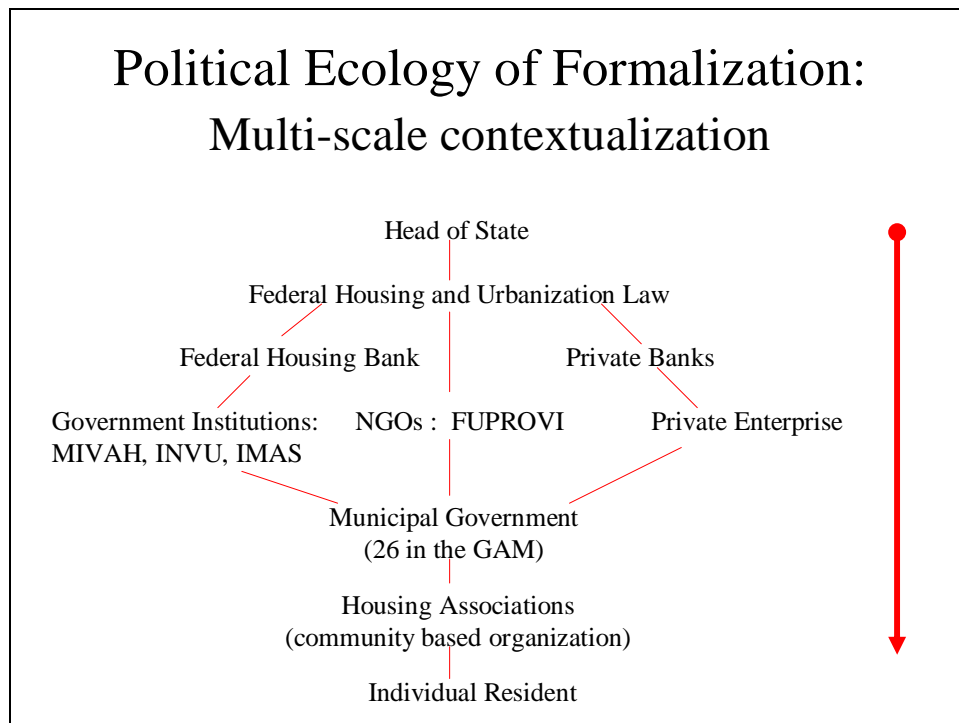 Political Ecology of Formalization:
Multi-scale contextualization
Head of State
Federal Housing and Urbanization Law
Federal Housing Bank
Private Banks
Government Institutions:
MIVAH, INVU, IMAS
NGOs : FUPROVI
Private Enterprise
Municipal Government
(26 in the GAM)
Housing Associations
(community based organization)
Individual Resident